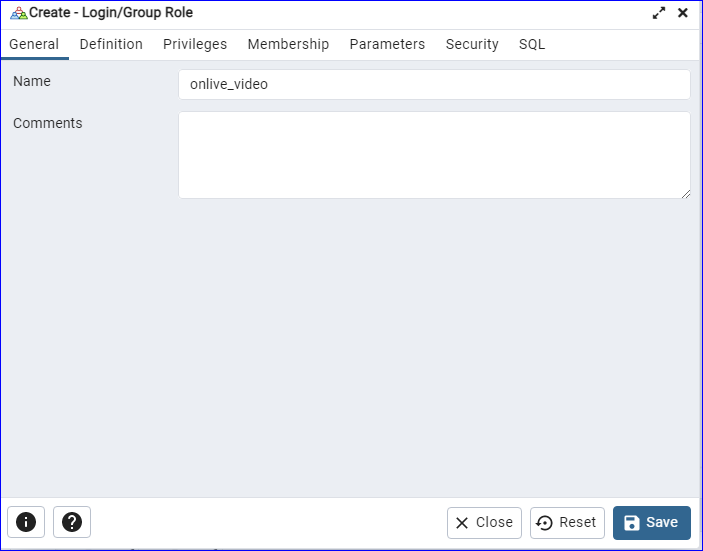 Create - Login/Group Role
General Definition Privileges Membership Parameters Security SQL
Name onlive_video
Comments
Close Reset Save